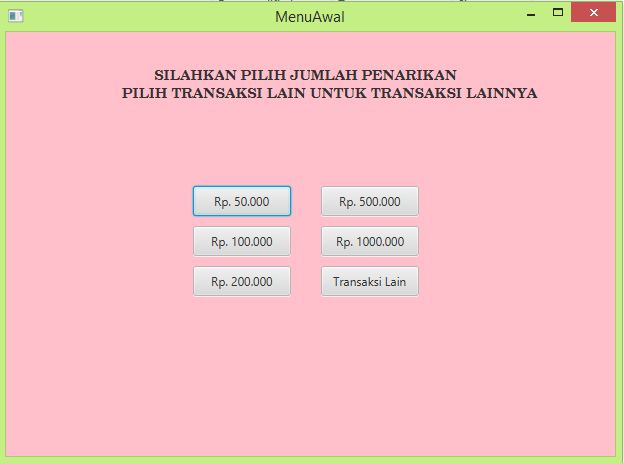 MenuAwal
SILAHKAN PILIH JUMLAH PENARIKAN
PILIH TRANSAKSI LAIN UNTUK TRANSAKSI LAINNYA
Rp. 50.000
Rp. 500.000
Rp. 100.000
Rp. 1000.000
Rp. 200.000
Transaksi Lain